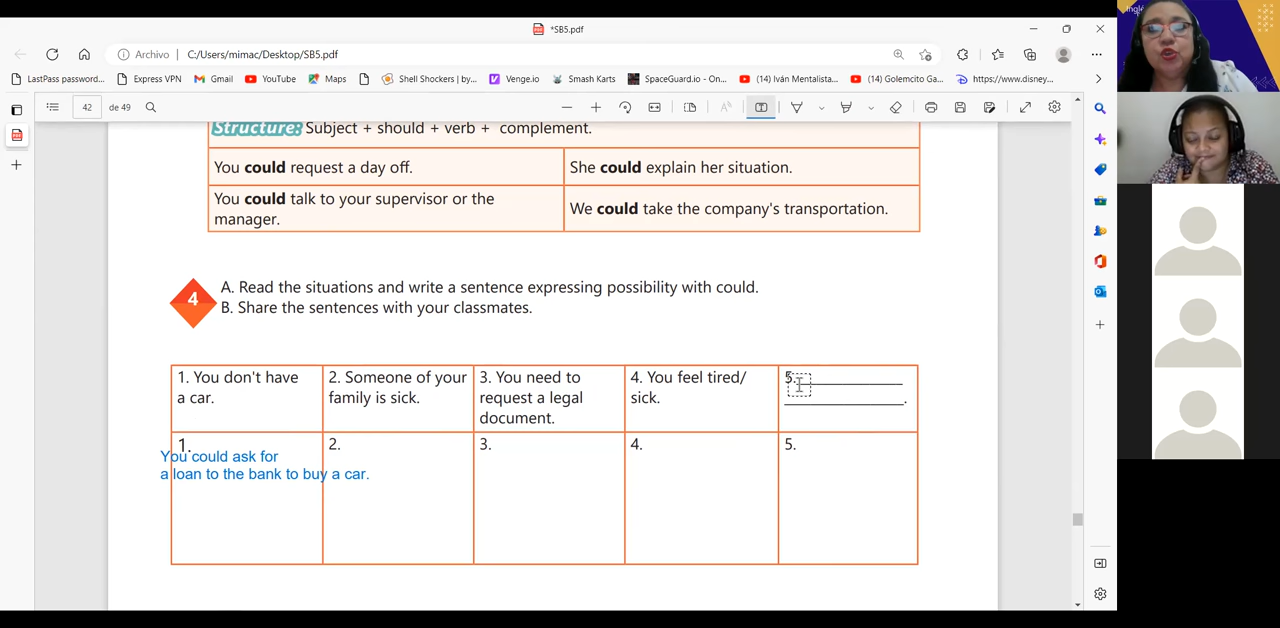 *SB5.pdf
Archivo
C:/Users/mimac/Desktop/SB5.pdf
LastPass password...
Express VPN
Gmail
YouTube
Maps
Shell Shockers | by...
Venge.io
Smash Karts
SpaceGuard.io - On...
(14) Iván Mentalista...
(14) Golemcito Ga...
https://www.disney...
42
de 49
Structure: Subject + should + verb + complement.
You could request a day off.
She could explain her situation.
You could talk to your supervisor or the
manager.
We could take the company's transportation.
4
A. Read the situations and write a sentence expressing possibility with could.
B. Share the sentences with your classmates.
1. You don't have
a car.
2. Someone of your
family is sick.
3. You need to
request a legal
document.
4. You feel tired/
sick.
5. ______________
________________.
1.
You could ask for
a loan to the bank to buy a car.
2.
3.
4.
5.
Inglé